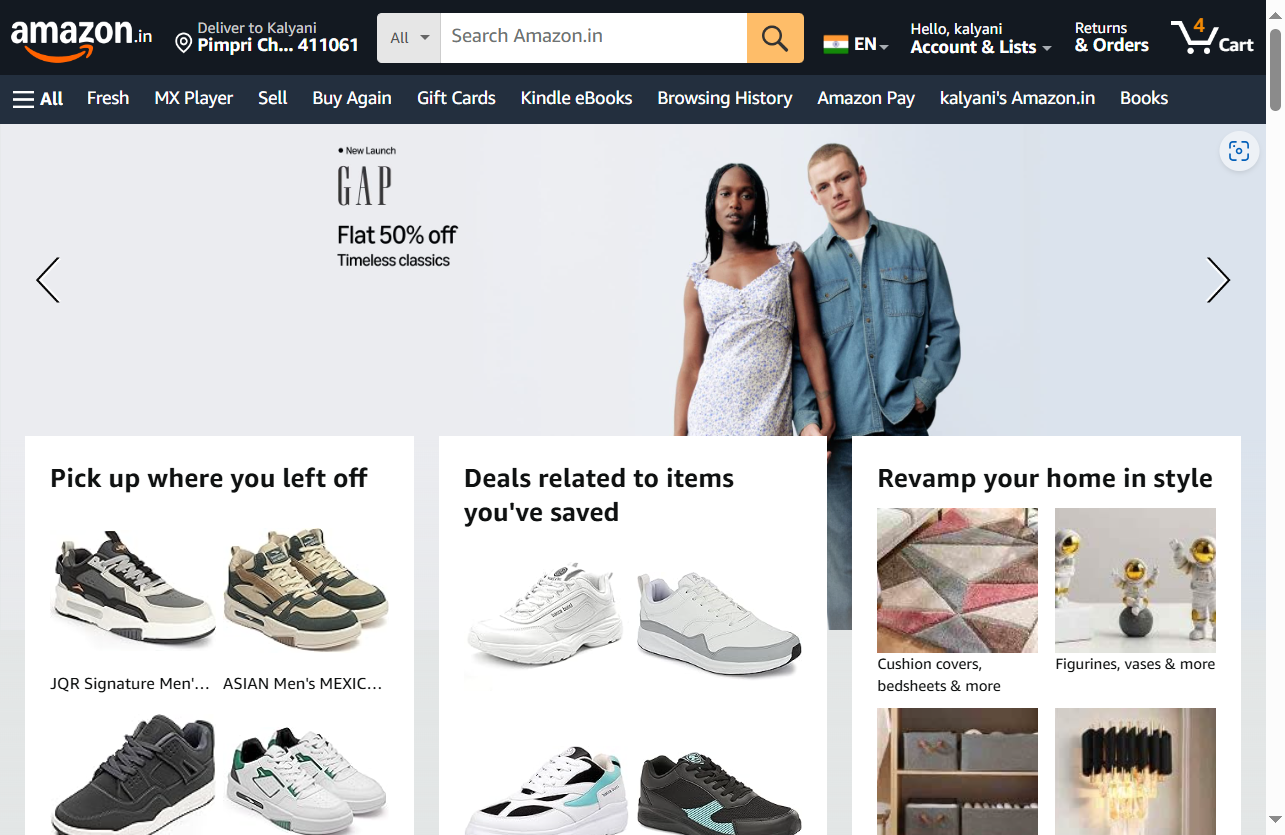 amazon.in
Deliver to Kalyani
Pimpri Ch... 411061
All
Search Amazon.in
EN
Hello, kalyani
Account & Lists
Returns
& Orders
4
Cart
All
Fresh
MX Player
Sell
Buy Again
Gift Cards
Kindle eBooks
Browsing History
Amazon Pay
kalyani's Amazon.in
Books
• New Launch
GAP
Flat 50% off
Timeless classics
Pick up where you left off
JQR Signature Men'...
ASIAN Men's MEXIC...
Deals related to items
you've saved
Revamp your home in style
Cushion covers,
bedsheets & more
Figurines, vases & more